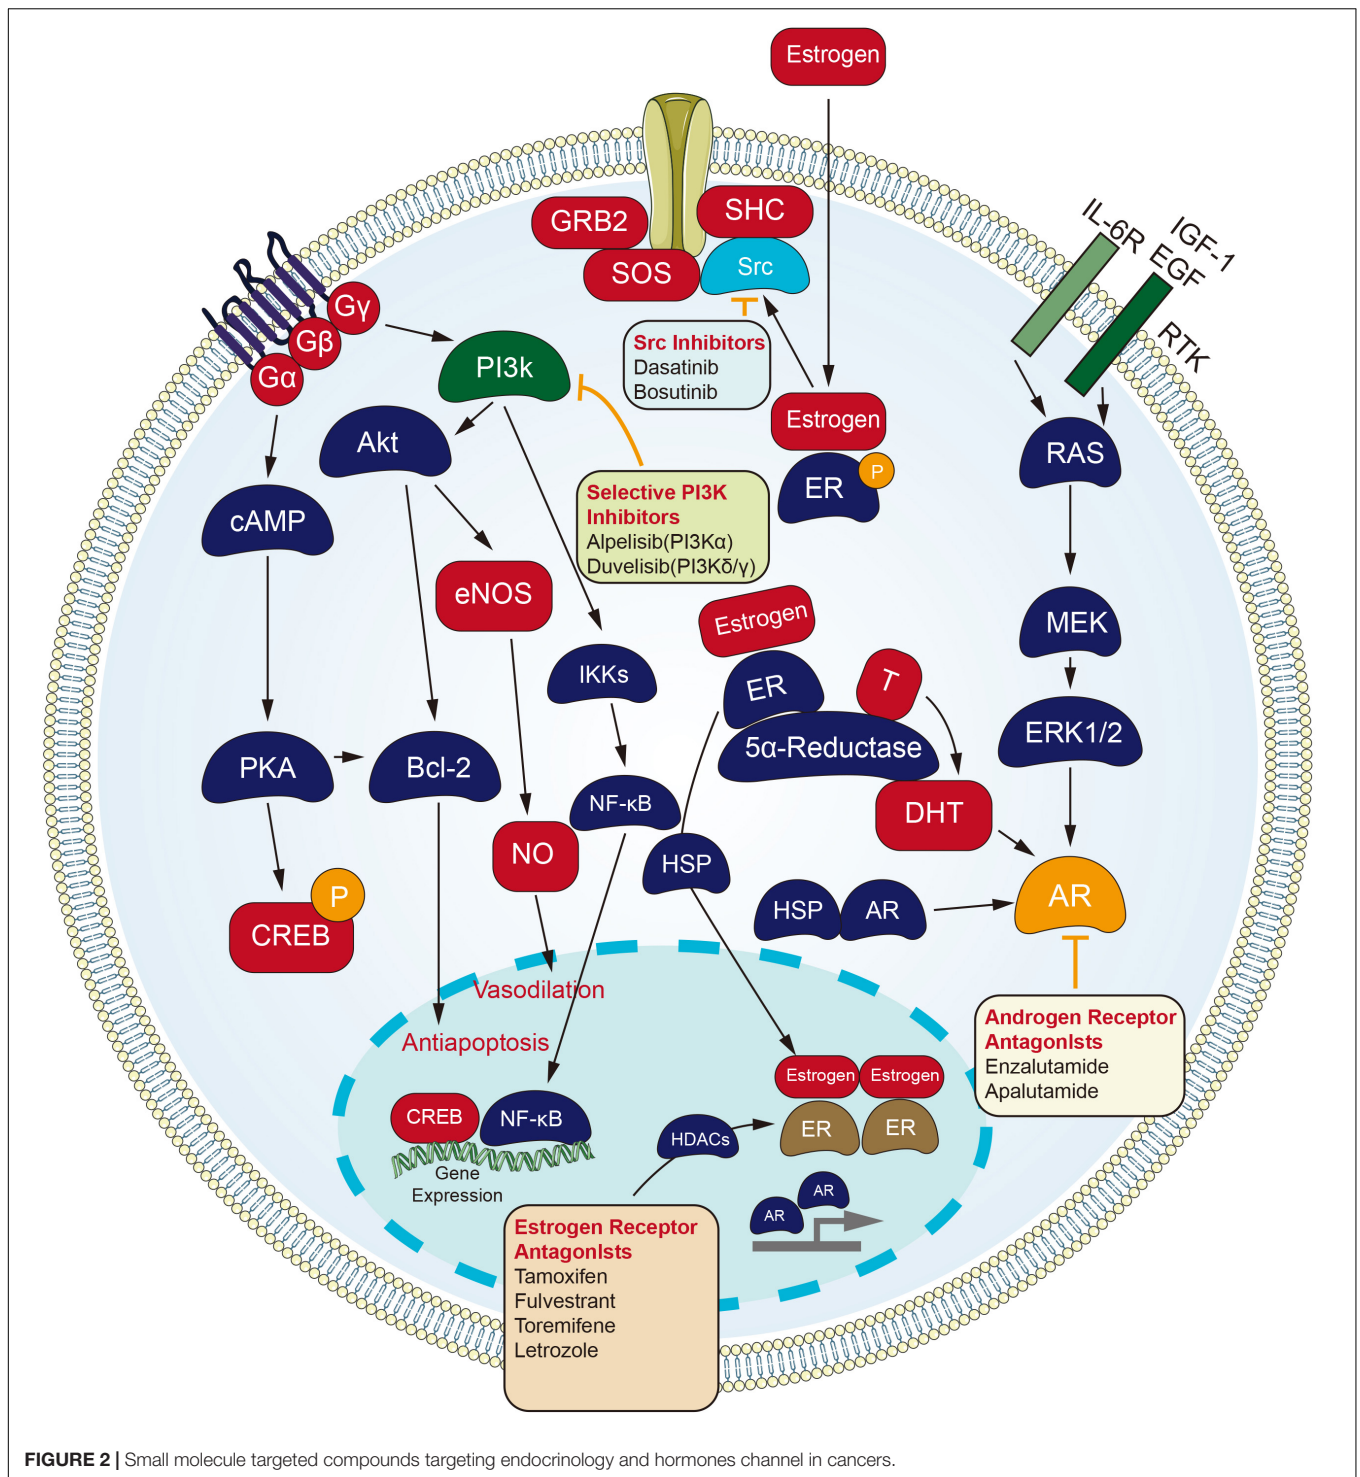 Estrogen
GRB2
SHC
SOS
Src
IL-6R
IGF-1
EGF
RTK
Gγ
Gβ
Gα
PI3k
Src Inhibitors
Dasatinib
Bosutinib
Estrogen
ER
P
Akt
RAS
cAMP
Selective PI3K
Inhibitors
Alpelisib(PI3Kα)
Duvelisib(PI3Kδ/γ)
eNOS
Estrogen
MEK
IKKs
ER
T
ERK1/2
5α-Reductase
PKA
Bcl-2
NF-κB
DHT
NO
HSP
P
CREB
HSP
AR
AR
Vasodilation
Antiapoptosis
Androgen Receptor
AntagonIsts
Enzalutamide
Apalutamide
Estrogen
Estrogen
CREB
NF-κB
HDACs
ER
ER
Gene
Expression
AR
AR
Estrogen Receptor
AntagonIsts
Tamoxifen
Fulvestrant
Toremifene
Letrozole
FIGURE 2 | Small molecule targeted compounds targeting endocrinology and hormones channel in cancers.